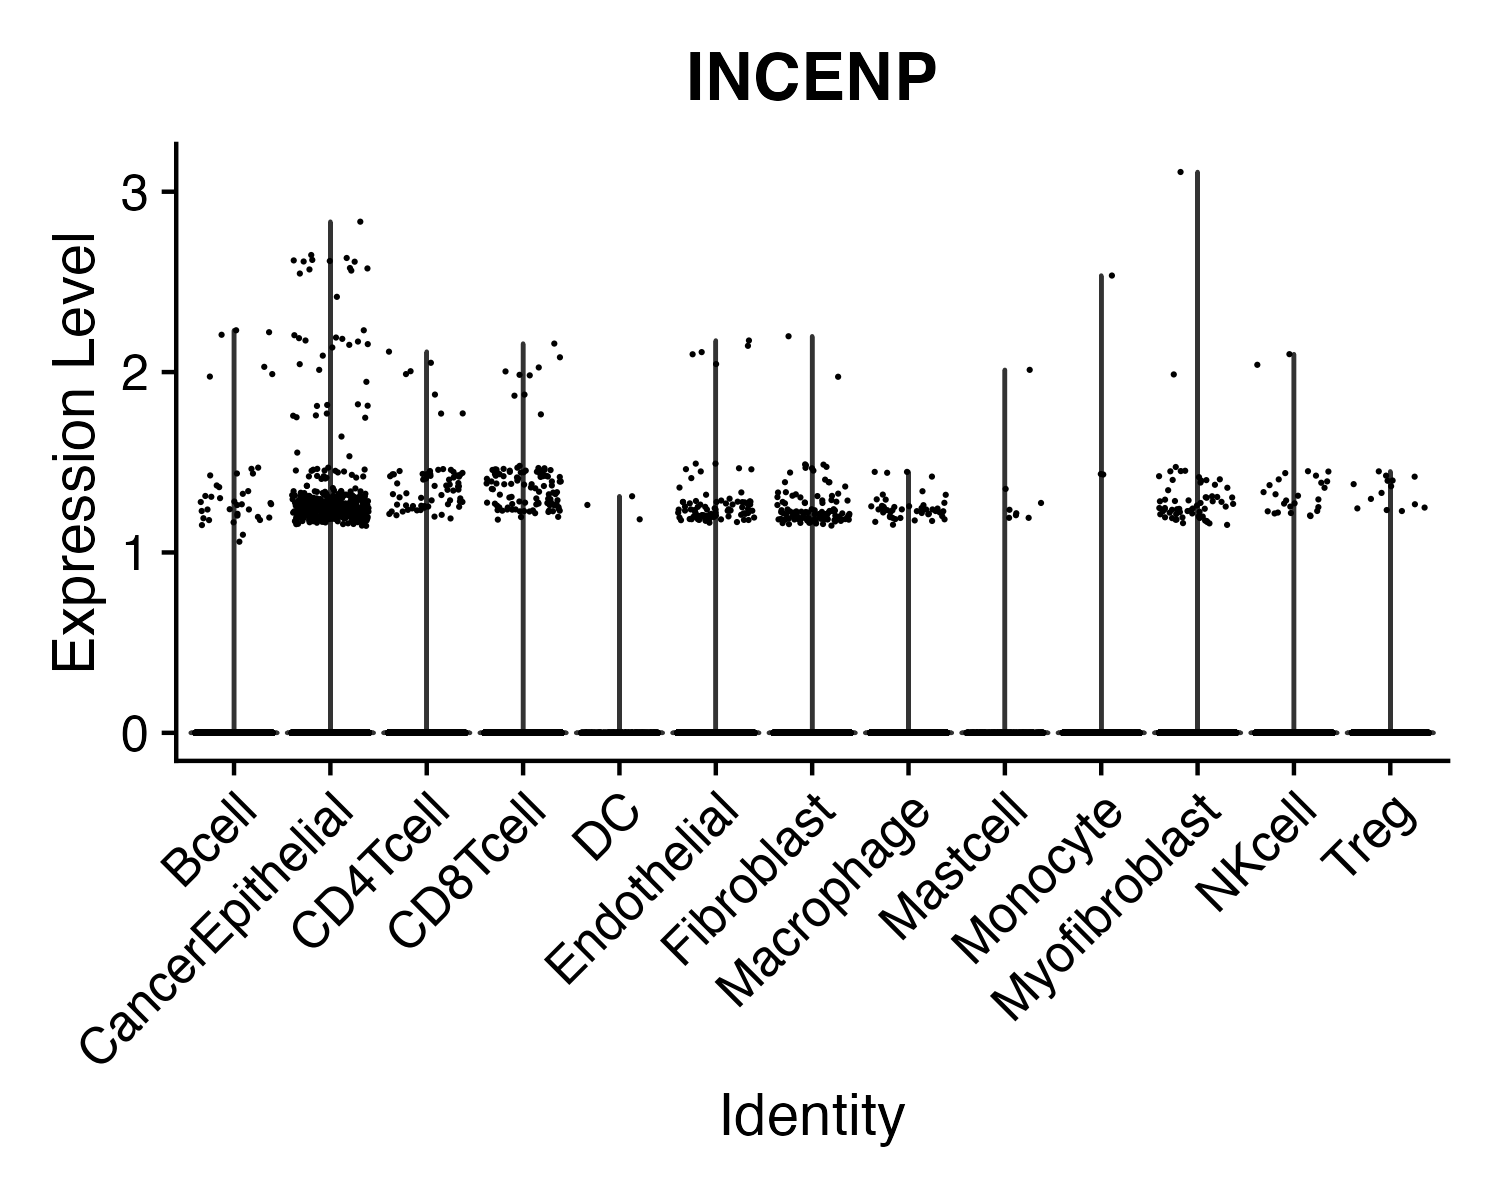 INCENP
Expression Level
3
2
1
0
Bcell
CancerEpithelial
CD4Tcell
CD8Tcell
DC
Endothelial
Fibroblast
Macrophage
Mastcell
Monocyte
Myofibroblast
NKcell
Treg
Identity